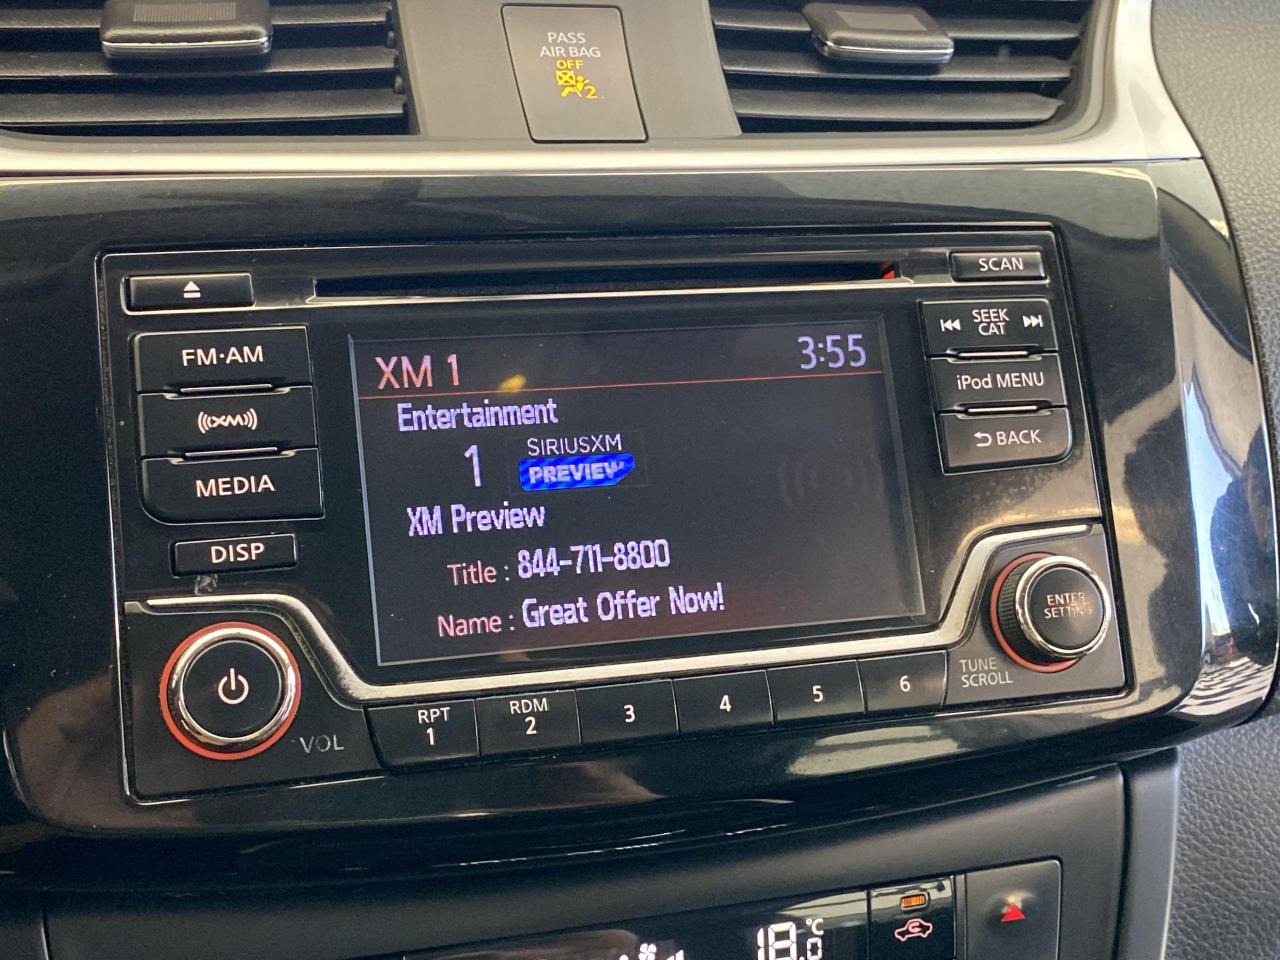 PASS
AIR BAG
OFF
2
SCAN
FM·AM
XM
MEDIA
DISP
VOL
XM 1
3:55
Entertainment
1
SIRIUSXM
PREVIEW
XM Preview
Title : 844-711-8800
Name : Great Offer Now!
SEEK
CAT
iPod MENU
BACK
ENTER
SETTING
TUNE
SCROLL
RPT
1
RDM
2
3
4
5
6
18.0 °C